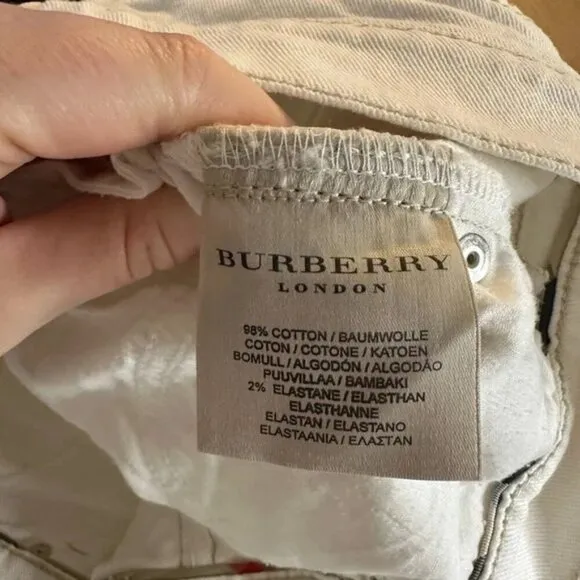 BURBERRY
LONDON
98% COTTON / BAUMWOLLE
COTON / COTONE / KATOEN
BOMULL / ALGODÓN / ALGODÃO
PUUVILLAA / BAMBAKI
2% ELASTANE / ELASTHAN
ELASTHANNE
ELASTAN / ELASTANO
ELASTAANIA / ΕΛΑΣΤΑΝ